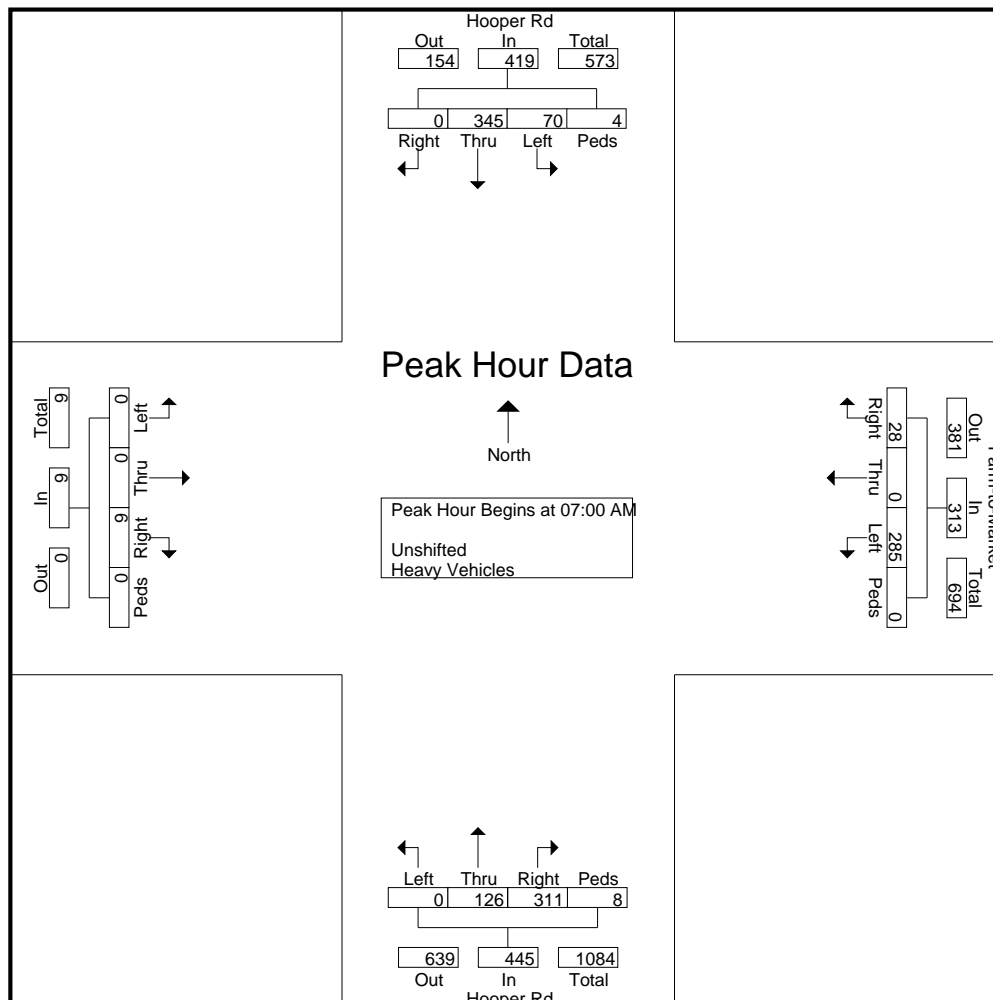 Hooper Rd
Out In Total
154 419 573
0 345 70 4
Right Thru Left Peds
Peak Hour Data
North
Peak Hour Begins at 07:00 AM
Unshifted
Heavy Vehicles
Total In Out
9 9 0
0 0 9 0
Left Thru Right Peds
Right Thru Left Peds
28 0 285 0
381 313 694
Out In Total
Left Thru Right Peds
0 126 311 8
639 445 1084
Out In Total
Hooper Rd